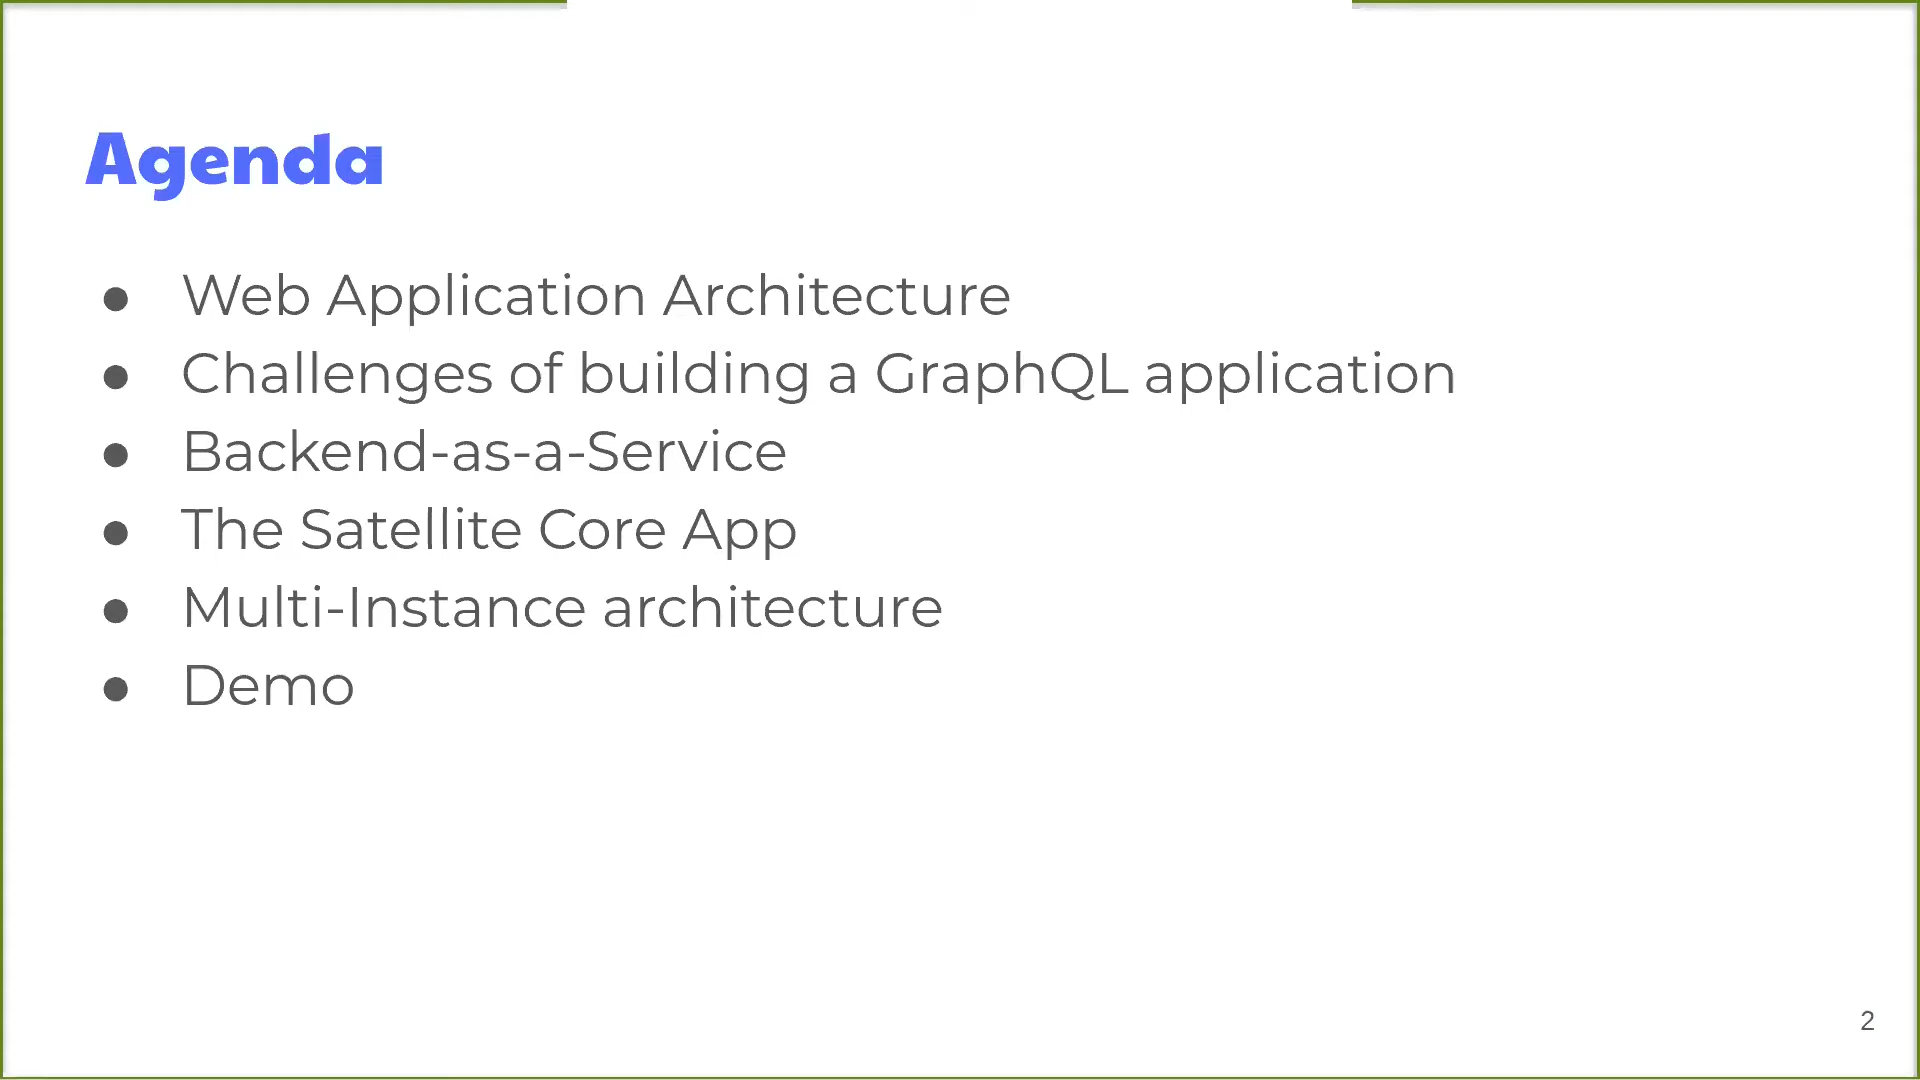 Agenda
● Web Application Architecture
● Challenges of building a GraphQL application
● Backend-as-a-Service
● The Satellite Core App
● Multi-Instance architecture
● Demo
2